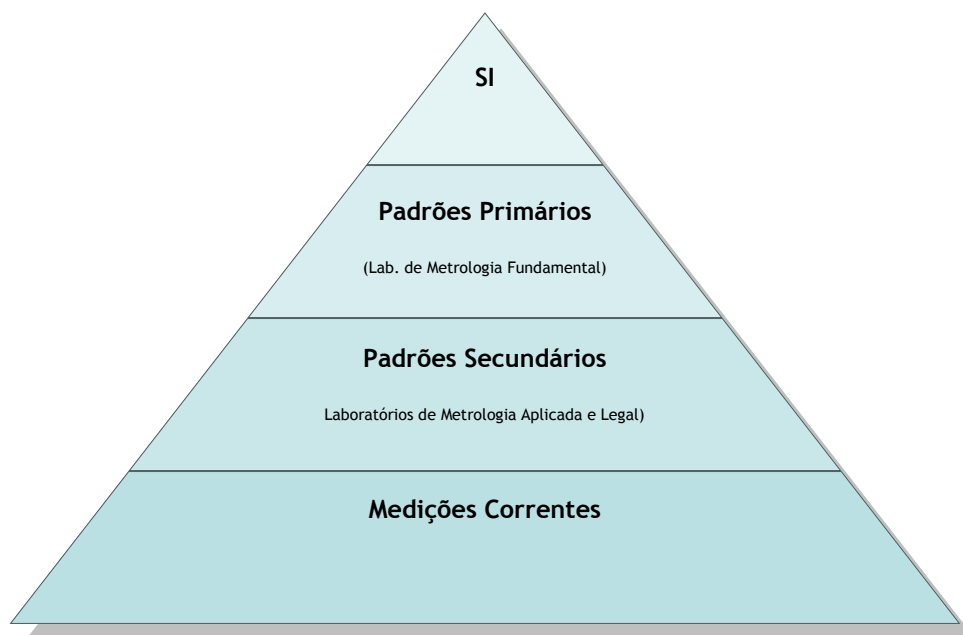 SI
Padrões Primários
(Lab. de Metrologia Fundamental)
Padrões Secundários
Laboratórios de Metrologia Aplicada e Legal)
Medições Correntes